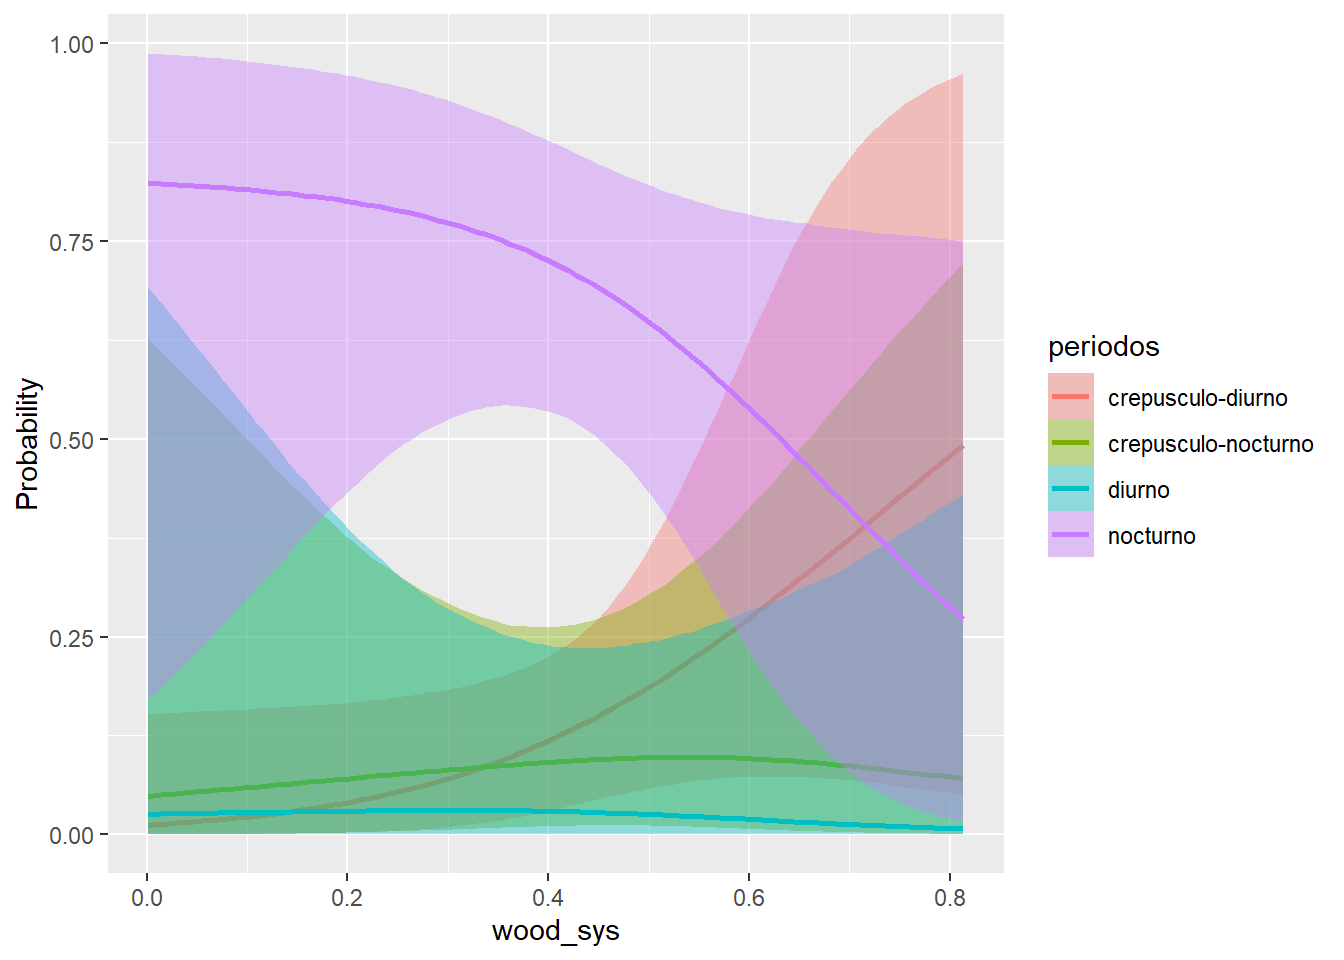 1.00
0.75
0.50
0.25
0.00
Probability
0.0 0.2 0.4 0.6 0.8
wood_sys
periodos
crepusculo-diurno
crepusculo-nocturno
diurno
nocturno